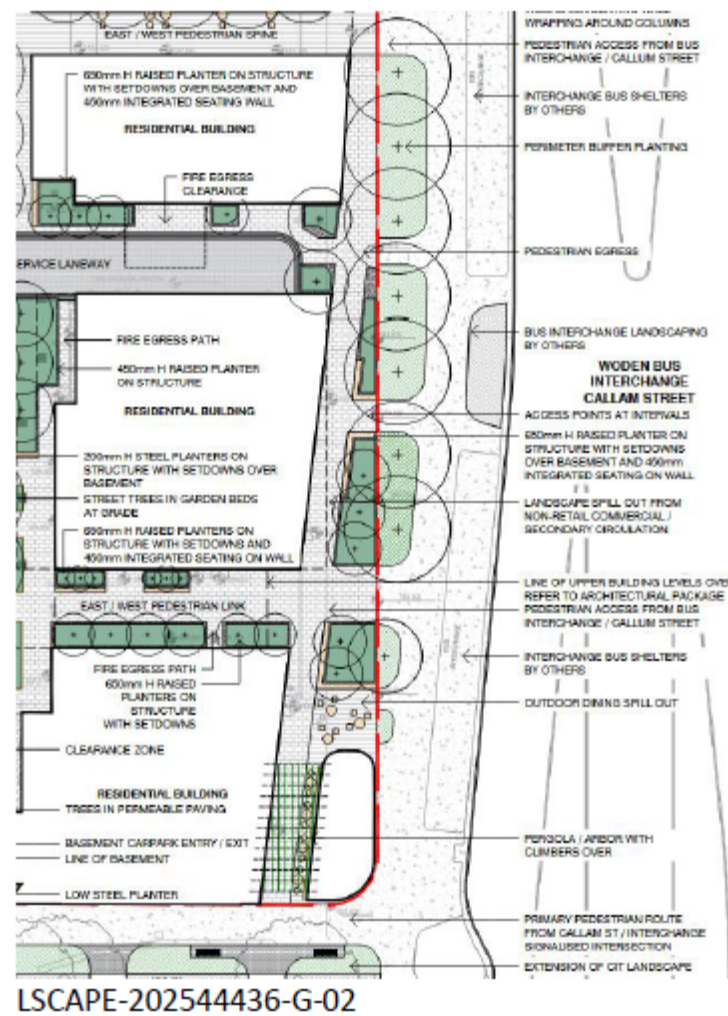 WRAPPING AROUND COLUMNS
EAST / WEST PEDESTRIAN SPINE
PEDESTRIAN ACCESS FROM BUS
INTERCHANGE / CALLUM STREET
650mm H RAISED PLANTER ON STRUCTURE
WITH SETDOWNS OVER BASEMENT AND
450mm INTEGRATED SEATING WALL
RESIDENTIAL BUILDING
INTERCHANGE BUS SHELTERS
BY OTHERS
PERIMETER BUFFER PLANTING
FIRE EGRESS
CLEARANCE
PEDESTRIAN EGRESS
SERVICE LANEWAY
FIRE EGRESS PATH
450mm H RAISED PLANTER
ON STRUCTURE
RESIDENTIAL BUILDING
BUS INTERCHANGE LANDSCAPING
BY OTHERS
WODEN BUS
INTERCHANGE
CALLAM STREET
ACCESS POINTS AT INTERVALS
650mm H RAISED PLANTER ON
STRUCTURE WITH SETDOWNS
OVER BASEMENT AND 450mm
INTEGRATED SEATING ON WALL
200mm H STEEL PLANTERS ON
STRUCTURE WITH SETDOWNS OVER
BASEMENT
STREET TREES IN GARDEN BEDS
AT GRADE
650mm H RAISED PLANTERS ON
STRUCTURE WITH SETDOWNS AND
450mm INTEGRATED SEATING ON WALL
LANDSCAPE SPILL OUT FROM
NON-RETAIL COMMERCIAL /
SECONDARY CIRCULATION
LINE OF UPPER BUILDING LEVELS OVE
REFER TO ARCHITECTURAL PACKAGE
PEDESTRIAN ACCESS FROM BUS
INTERCHANGE / CALLUM STREET
EAST / WEST PEDESTRIAN LINK
INTERCHANGE BUS SHELTERS
BY OTHERS
FIRE EGRESS PATH
650mm H RAISED
PLANTERS ON
STRUCTURE
WITH SETDOWNS
OUTDOOR DINING SPILL OUT
CLEARANCE ZONE
RESIDENTIAL BUILDING
TREES IN PERMEABLE PAVING
BASEMENT CARPARK ENTRY / EXIT
LINE OF BASEMENT
PERGOLA / ARBOR WITH
CLIMBERS OVER
LOW STEEL PLANTER
PRIMARY PEDESTRIAN ROUTE
FROM CALLAM ST / INTERCHANGE
SIGNALISED INTERSECTION
EXTENSION OF CIT LANDSCAPE
LSCAPE-202544436-G-02